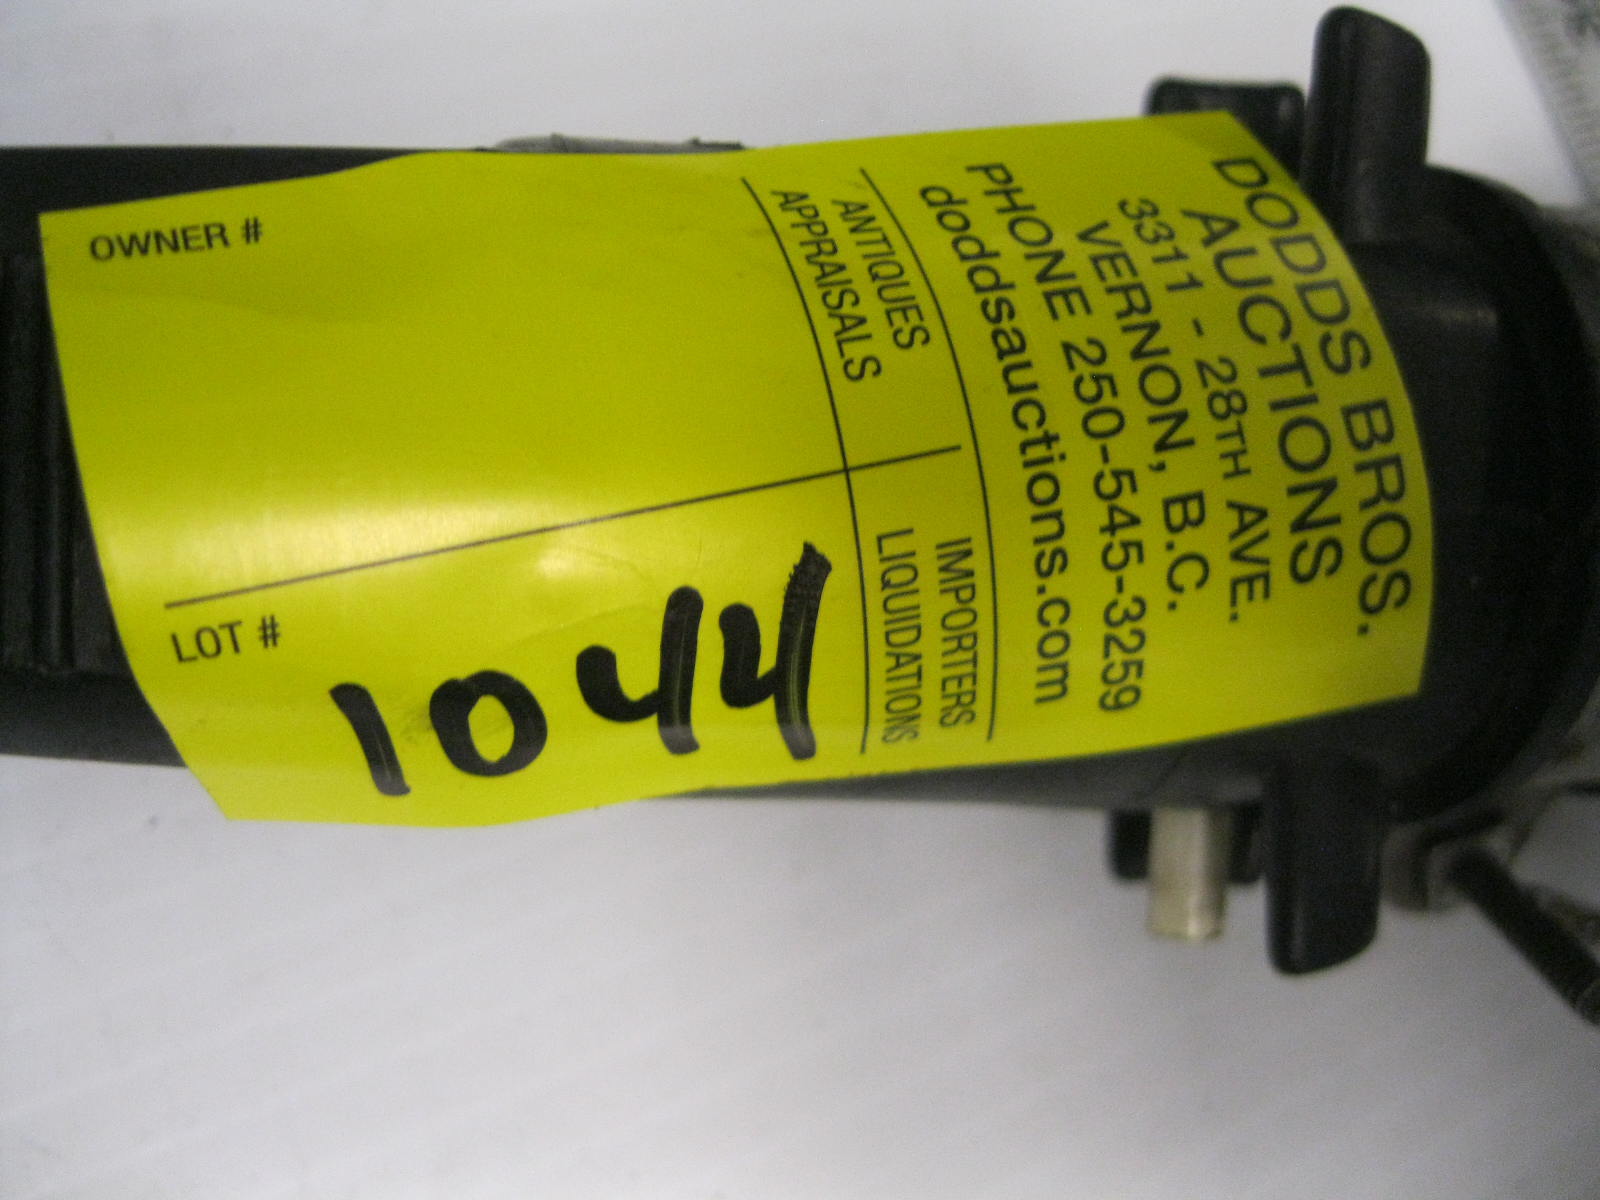 DODDS BROS.
AUCTIONS
3311 - 28TH AVE.
VERNON, B.C.
PHONE 250-545-3259
doddsauctions.com
ANTIQUES
APPRAISALS
IMPORTERS
LIQUIDATIONS
OWNER #
LOT #
1044